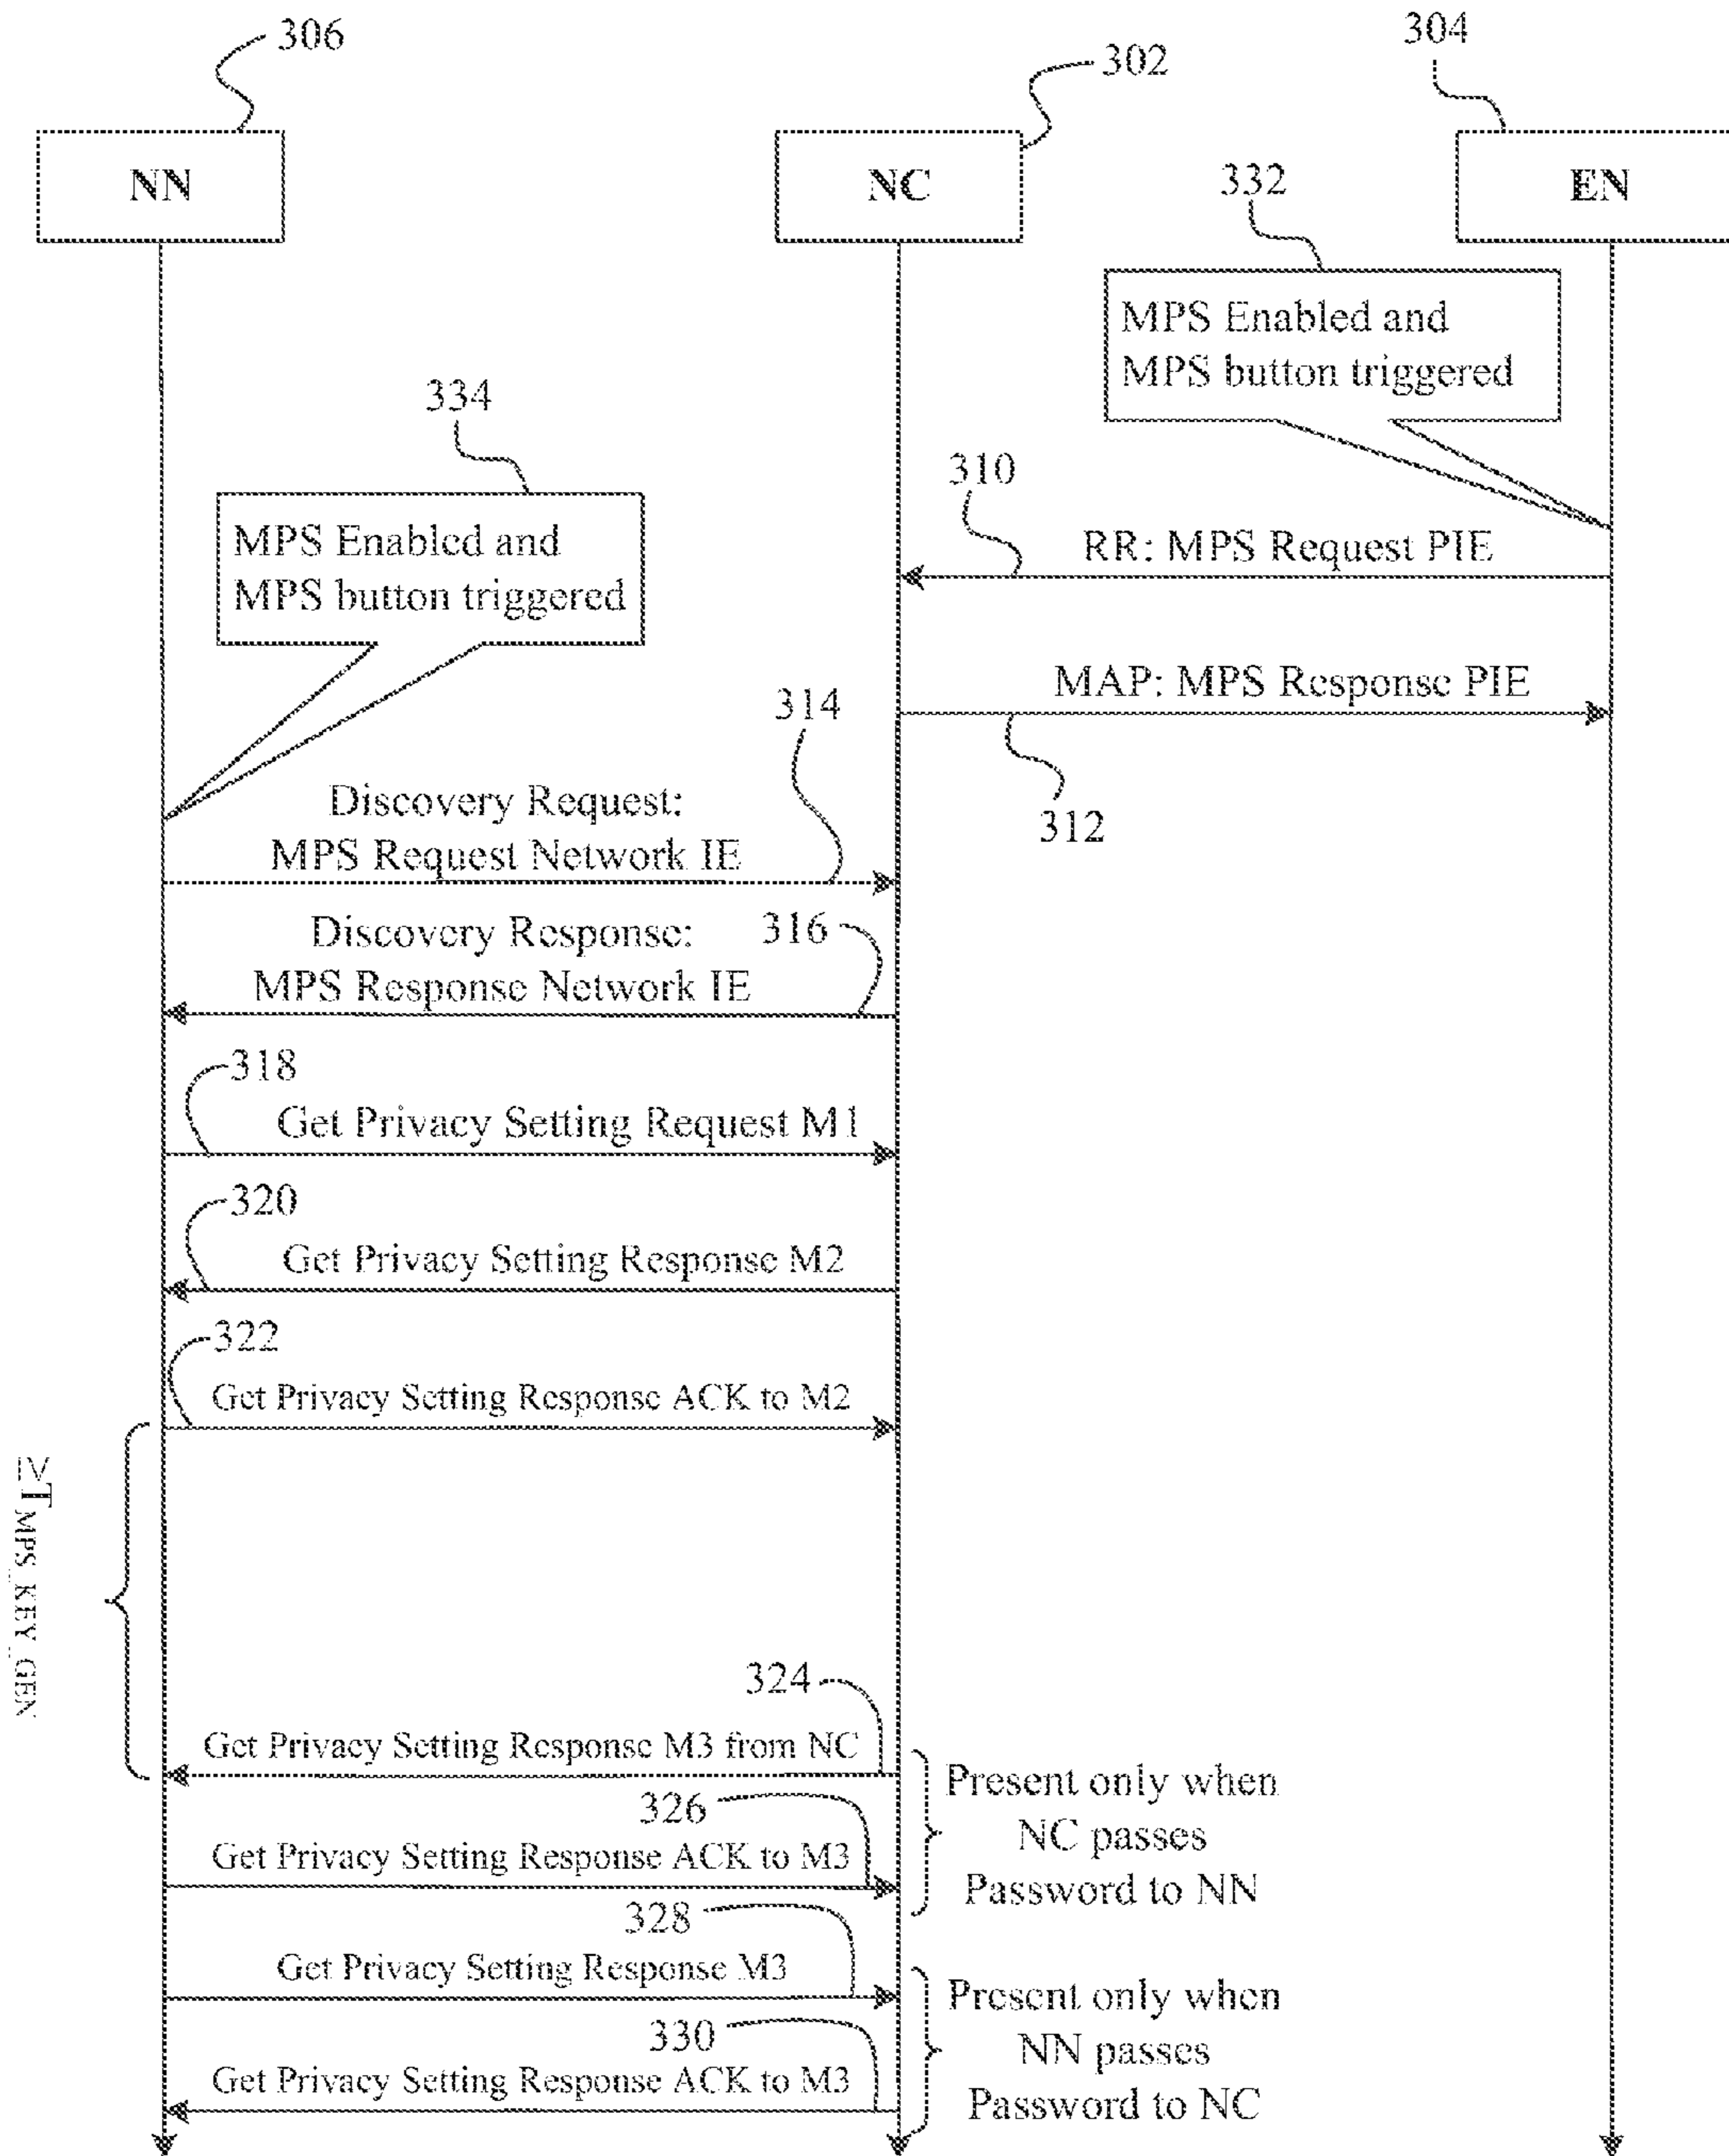 306
302
304
NN
NC
EN
332
MPS Enabled and
MPS button triggered
334
MPS Enabled and
MPS button triggered
310
RR: MPS Request PIE
MAP: MPS Response PIE
312
314
Discovery Request:
MPS Request Network IE
Discovery Response:
316
MPS Response Network IE
318
Get Privacy Setting Request M1
320
Get Privacy Setting Response M2
322
Get Privacy Setting Response ACK to M2
≥T MPS_KEY_GEN
324
Get Privacy Setting Response M3 from NC
Present only when
NC passes
Password to NN
326
Get Privacy Setting Response ACK to M3
328
Get Privacy Setting Response M3
Present only when
NN passes
Password to NC
330
Get Privacy Setting Response ACK to M3